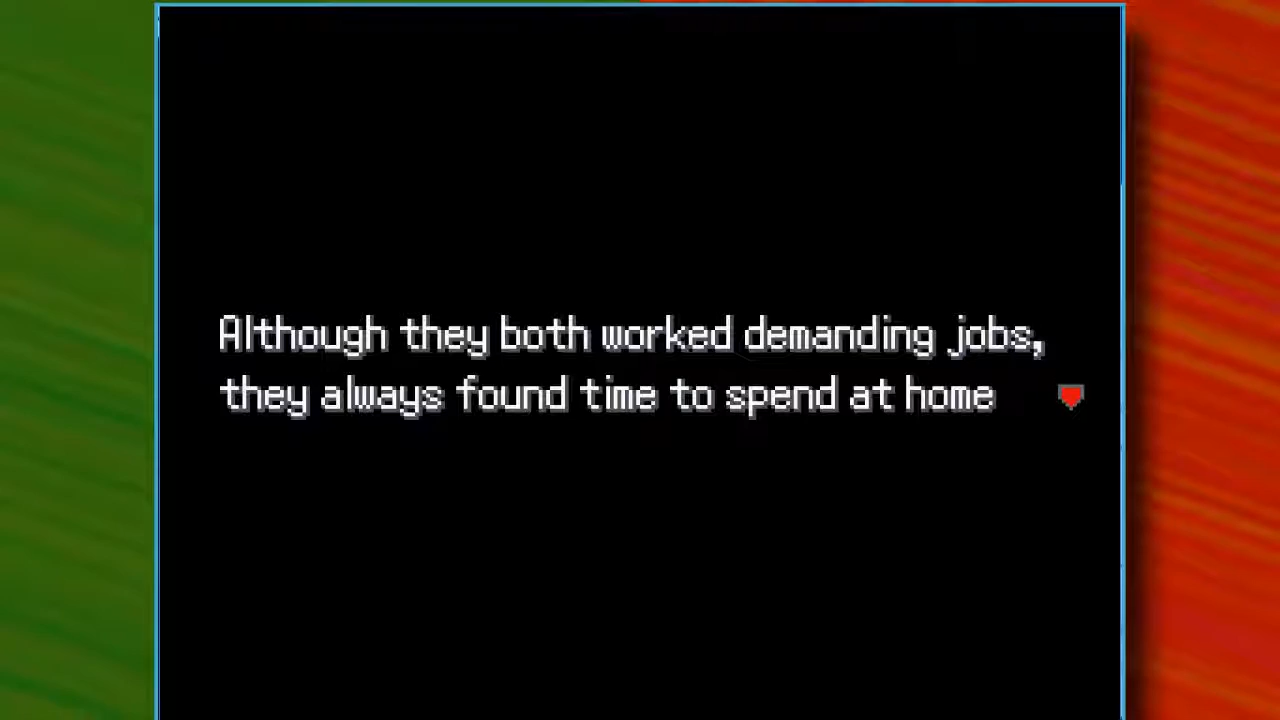 Although they both worked demanding jobs,
they always found time to spend at home